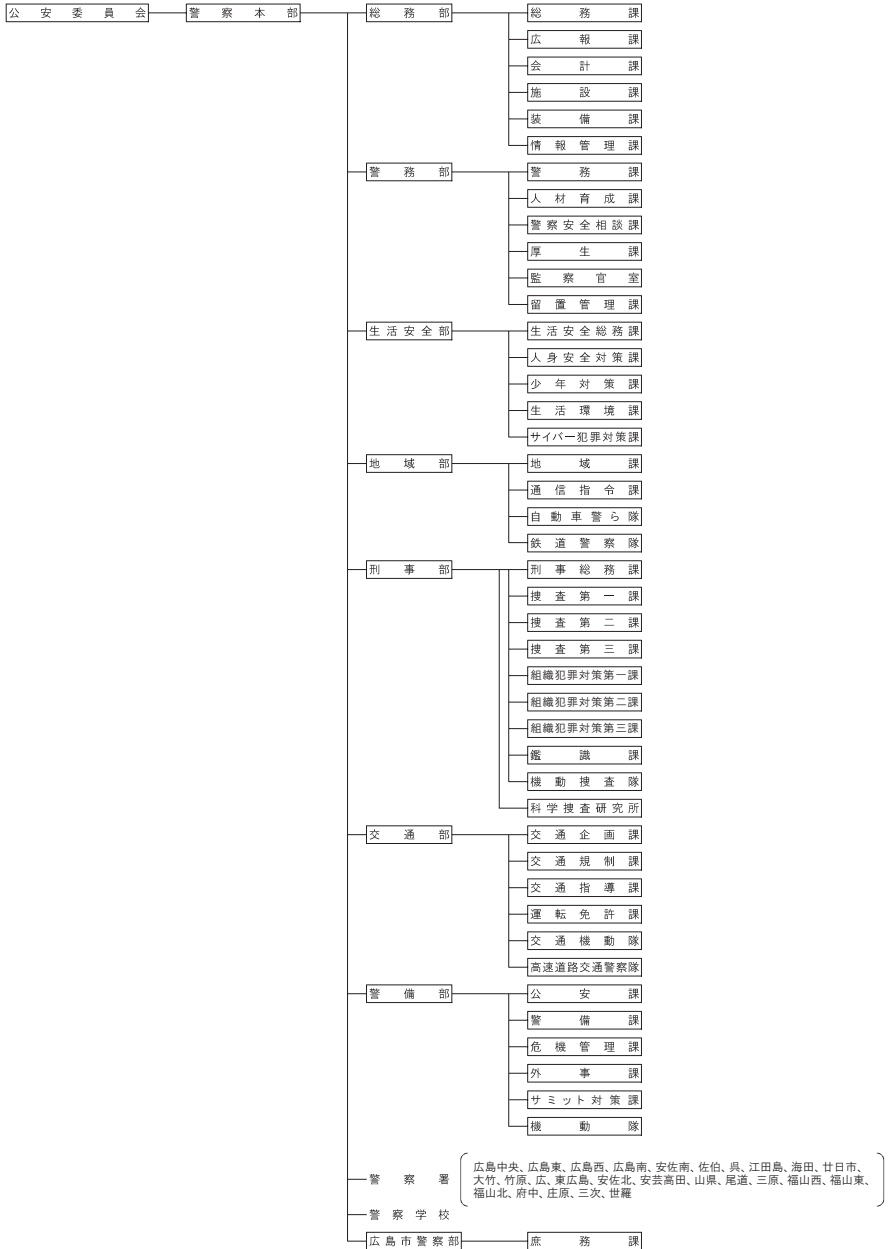 公安委員会 警察本部 総務部 総務課
広報課
会計課
施設課
装備課
情報管理課
警務部 警務課
人材育成課
警察安全相談課
厚生課
監察官室
留置管理課
生活安全部 生活安全総務課
人身安全対策課
少年対策課
生活環境課
サイバー犯罪対策課
地域部 地域課
通信指令課
自動車警ら隊
鉄道警察隊
刑事部 刑事総務課
捜査第一課
捜査第二課
捜査第三課
組織犯罪対策第一課
組織犯罪対策第二課
組織犯罪対策第三課
鑑識課
機動捜査隊
科学捜査研究所
交通部 交通企画課
交通規制課
交通指導課
運転免許課
交通機動隊
高速道路交通警察隊
警備部 公安課
警備課
危機管理課
外事課
サミット対策課
機動隊
警察署
広島中央、広島東、広島西、広島南、安佐南、佐伯、呉、江田島、海田、廿日市、
大竹、竹原、広、東広島、安佐北、安芸高田、山県、尾道、三原、福山西、福山東、
福山北、府中、庄原、三次、世羅
警察学校
広島市警察部 庶務課